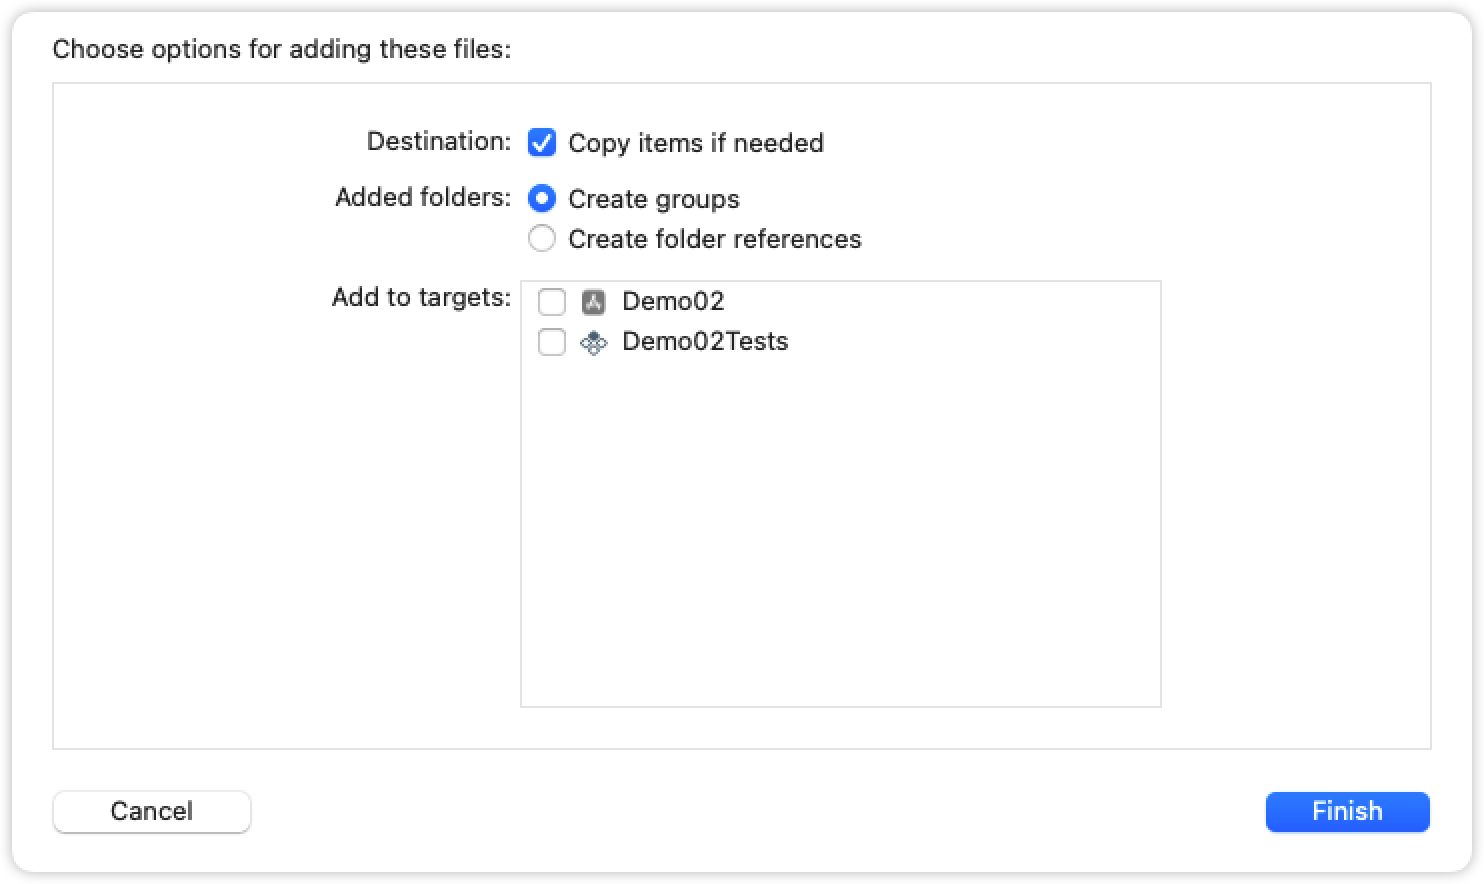 Choose options for adding these files:
Destination: Copy items if needed
Added folders: Create groups
Create folder references
Add to targets: Demo02
Demo02Tests
Cancel Finish